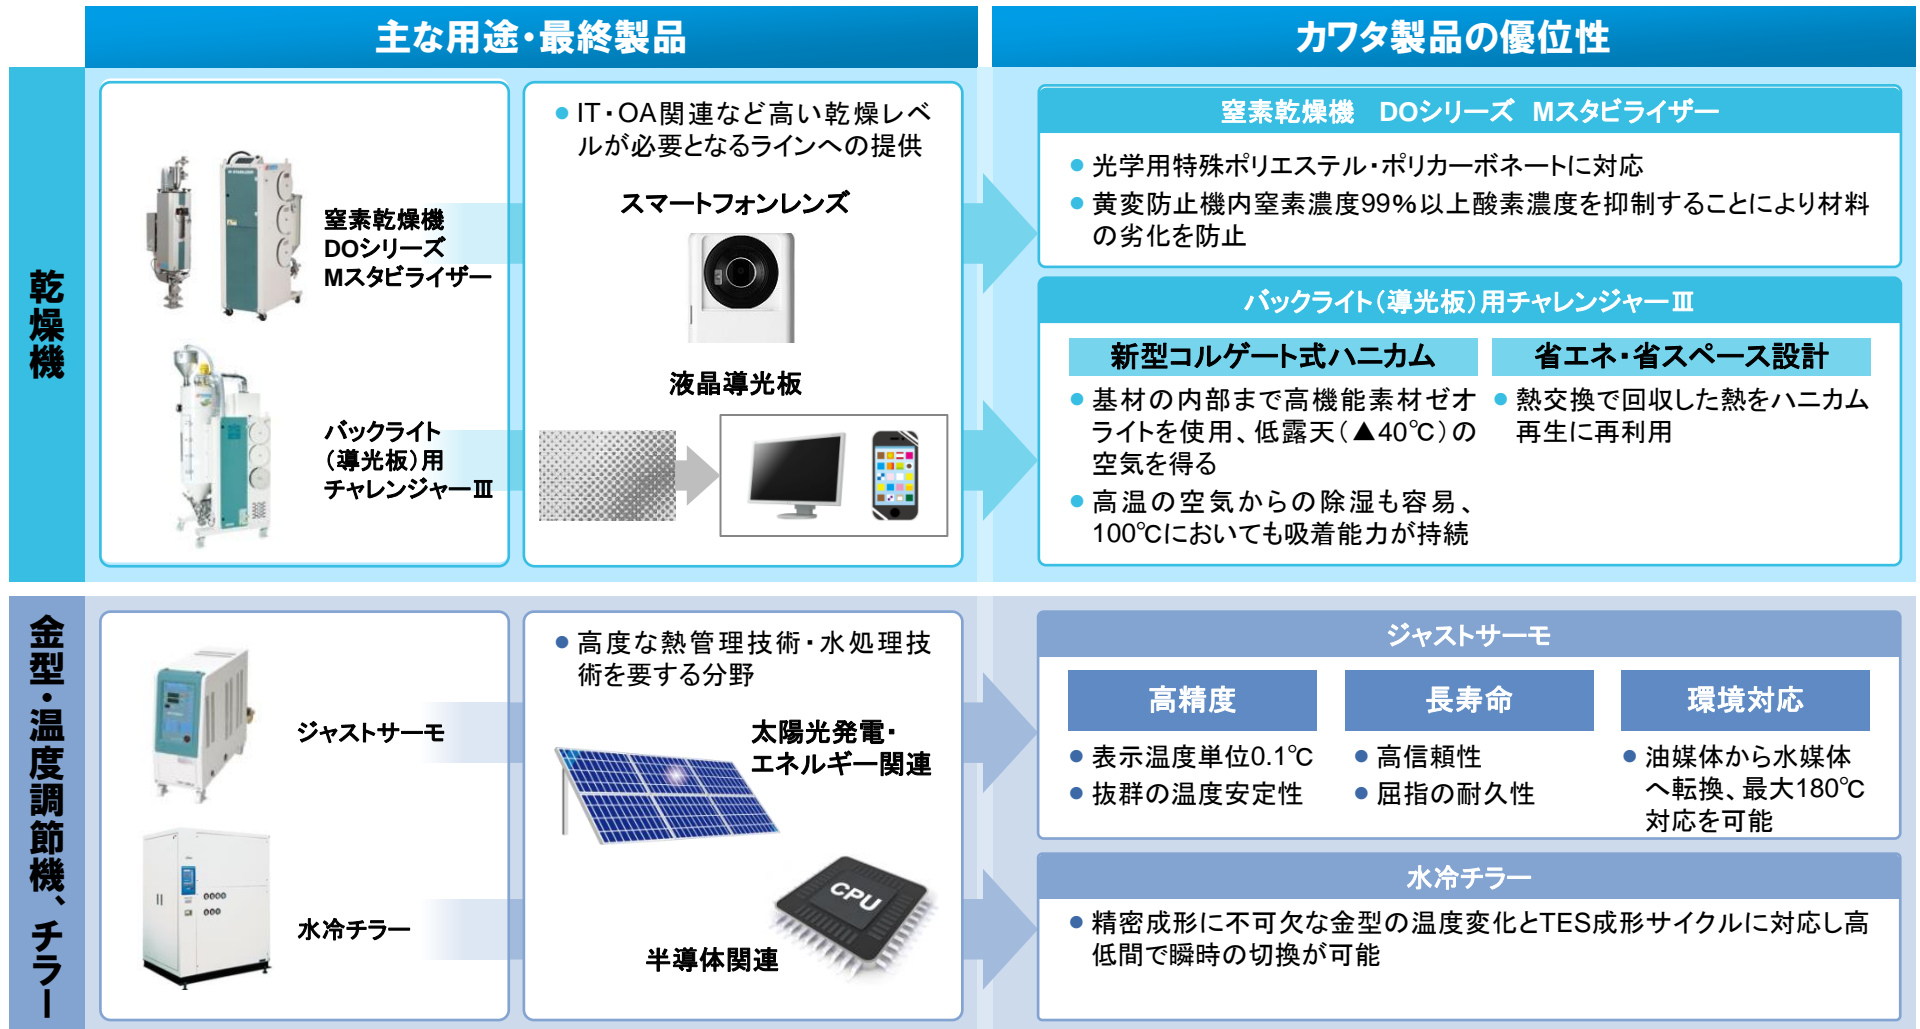 主な用途・最終製品
カワタ製品の優位性
乾燥機
窒素乾燥機
DOシリーズ
Mスタビライザー
バックライト
（導光板）用
チャレンジャーⅢ
● IT・OA関連など高い乾燥レベ
ルが必要となるラインへの提供
スマートフォンレンズ
液晶導光板
窒素乾燥機　DOシリーズ　Mスタビライザー
● 光学用特殊ポリエステル・ポリカーボネートに対応
● 黄変防止機内窒素濃度99%以上酸素濃度を抑制することにより材料
の劣化を防止
バックライト（導光板）用チャレンジャーⅢ
新型コルゲート式ハニカム
● 基材の内部まで高機能素材ゼオ
ライトを使用、低露天（▲40℃）の
空気を得る
● 高温の空気からの除湿も容易、
100℃においても吸着能力が持続
省エネ・省スペース設計
● 熱交換で回収した熱をハニカム
再生に再利用
金型・温度調節機、チラー
ジャストサーモ
水冷チラー
● 高度な熱管理技術・水処理技
術を要する分野
太陽光発電・
エネルギー関連
CPU
半導体関連
ジャストサーモ
高精度
● 表示温度単位0.1℃
● 抜群の温度安定性
長寿命
● 高信頼性
● 屈指の耐久性
環境対応
● 油媒体から水媒体
へ転換、最大180℃
対応を可能
水冷チラー
● 精密成形に不可欠な金型の温度変化とTES成形サイクルに対応し高
低間で瞬時の切換が可能